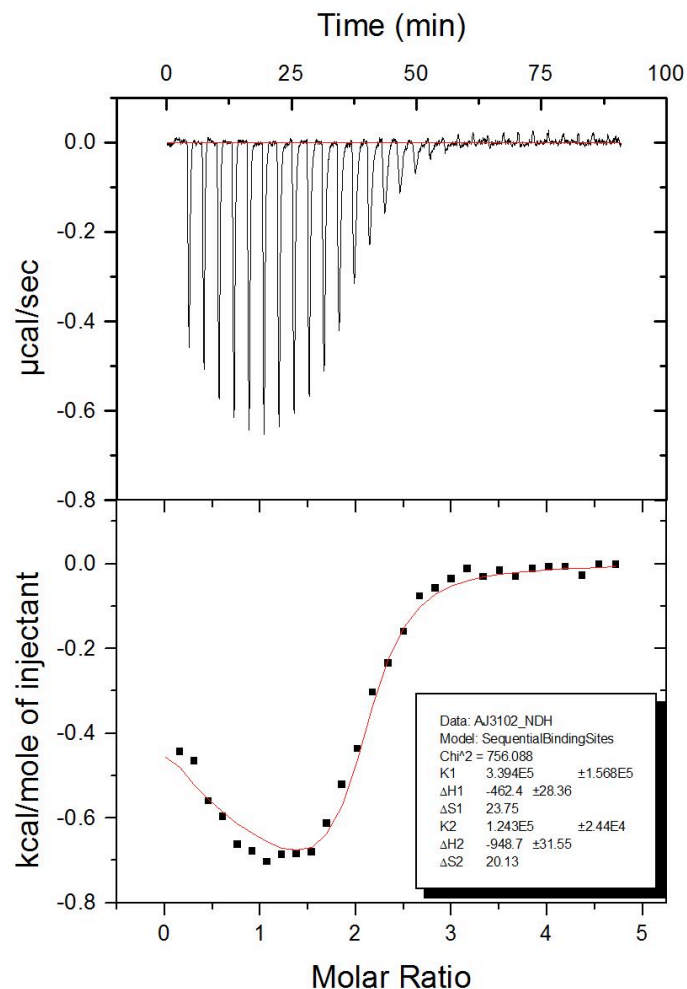 Time (min)
0 25 50 75 100
0.0
-0.2
-0.4
-0.6
-0.8
µcal/sec
0.0
-0.2
-0.4
-0.6
-0.8
kcal/mole of injectant
Data: AJ3102_NDH
Model: SequentialBindingSites
Chi^2 = 756.088
K1 3.394E5 ±1.568E5
ΔH1 -462.4 ±28.36
ΔS1 23.75
K2 1.243E5 ±2.44E4
ΔH2 -948.7 ±31.55
ΔS2 20.13
0 1 2 3 4 5
Molar Ratio